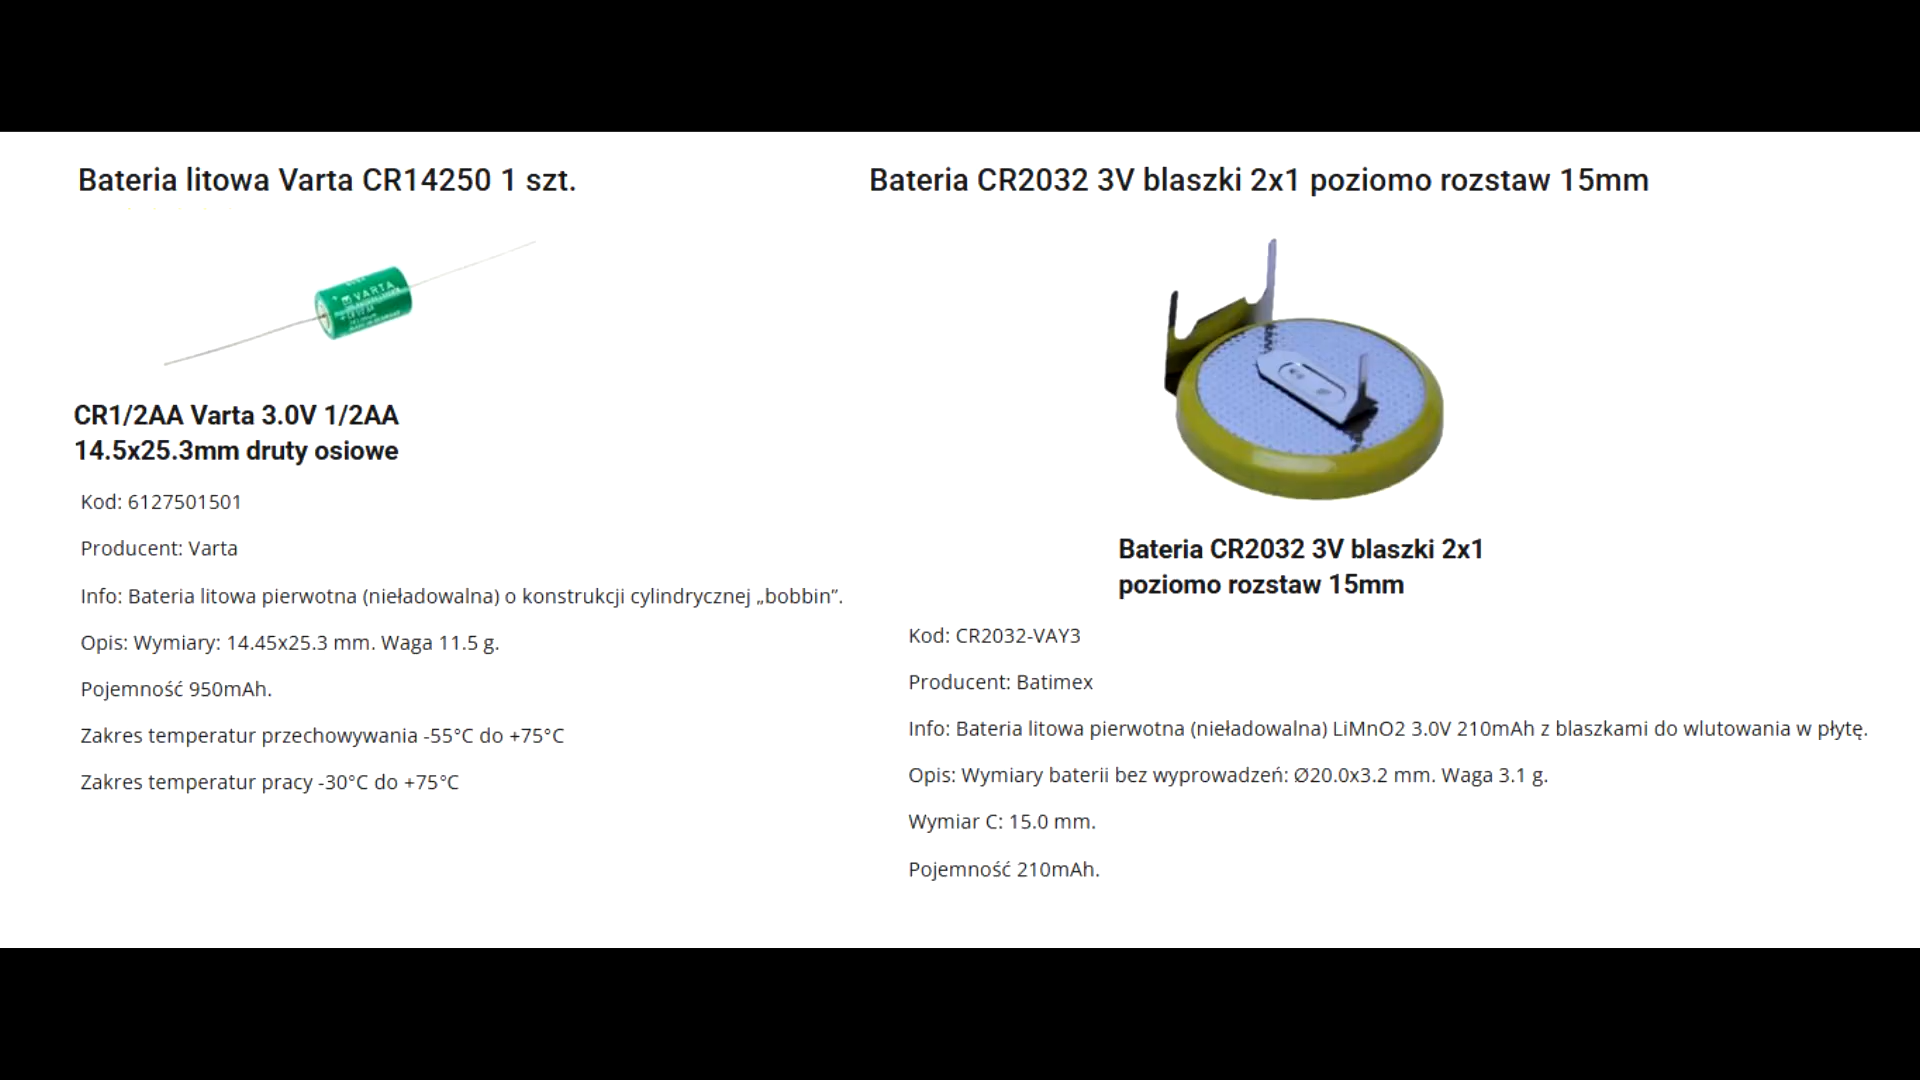 Bateria litowa Varta CR14250 1 szt.
VARTA
CR1/2AA Varta 3.0V 1/2AA
14.5x25.3mm druty osiowe
Kod: 6127501501
Producent: Varta
Info: Bateria litowa pierwotna (nieładowalna) o konstrukcji cylindrycznej „bobbin”.
Opis: Wymiary: 14.45x25.3 mm. Waga 11.5 g.
Pojemność 950mAh.
Zakres temperatur przechowywania -55°C do +75°C
Zakres temperatur pracy -30°C do +75°C
Bateria CR2032 3V blaszki 2x1 poziomo rozstaw 15mm
Bateria CR2032 3V blaszki 2x1
poziomo rozstaw 15mm
Kod: CR2032-VAY3
Producent: Batimex
Info: Bateria litowa pierwotna (nieładowalna) LiMnO2 3.0V 210mAh z blaszkami do wlutowania w płytę.
Opis: Wymiary baterii bez wyprowadzeń: Ø20.0x3.2 mm. Waga 3.1 g.
Wymiar C: 15.0 mm.
Pojemność 210mAh.